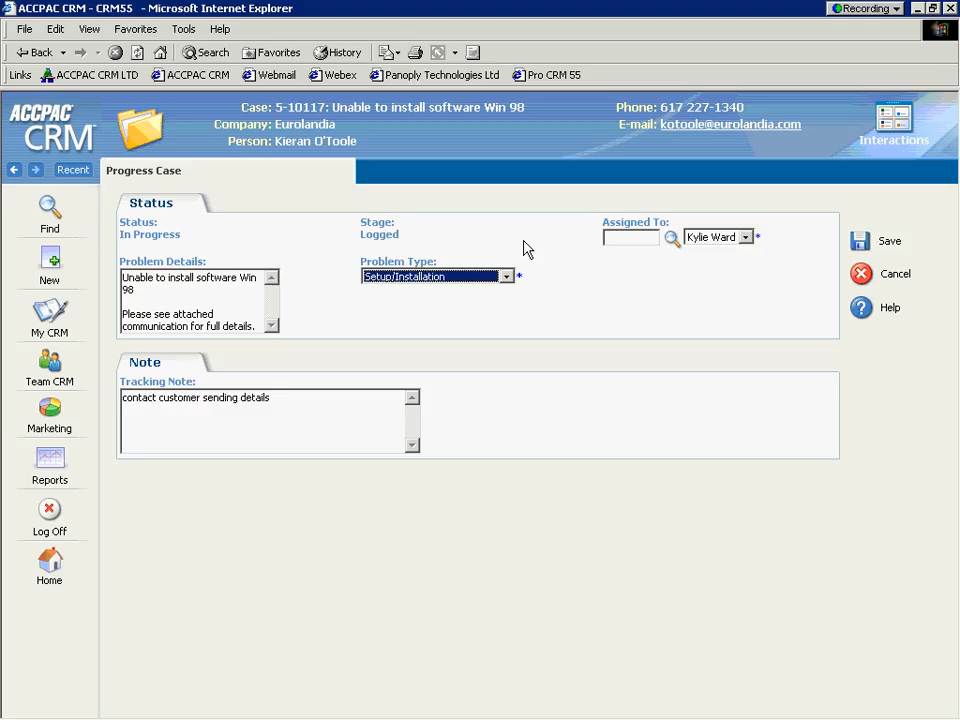 ACCPAC CRM - CRM55 - Microsoft Internet Explorer
Recording
File Edit View Favorites Tools Help
Back Search Favorites History
Links ACCPAC CRM LTD ACCPAC CRM Webmail Webex Panoply Technologies Ltd Pro CRM 55
ACCPAC CRM
Case: 5-10117: Unable to install software Win 98
Company: Eurolandia
Person: Kieran O'Toole
Phone: 617 227-1340
E-mail: kotoole@eurolandia.com
Interactions
Recent
Progress Case
Find
New
My CRM
Team CRM
Marketing
Reports
Log Off
Home
Status
Status:
In Progress
Stage:
Logged
Assigned To:
Kylie Ward *
Problem Details:
Unable to install software Win
98
Please see attached
communication for full details.
Problem Type:
Setup/Installation *
Save
Cancel
Help
Note
Tracking Note:
contact customer sending details